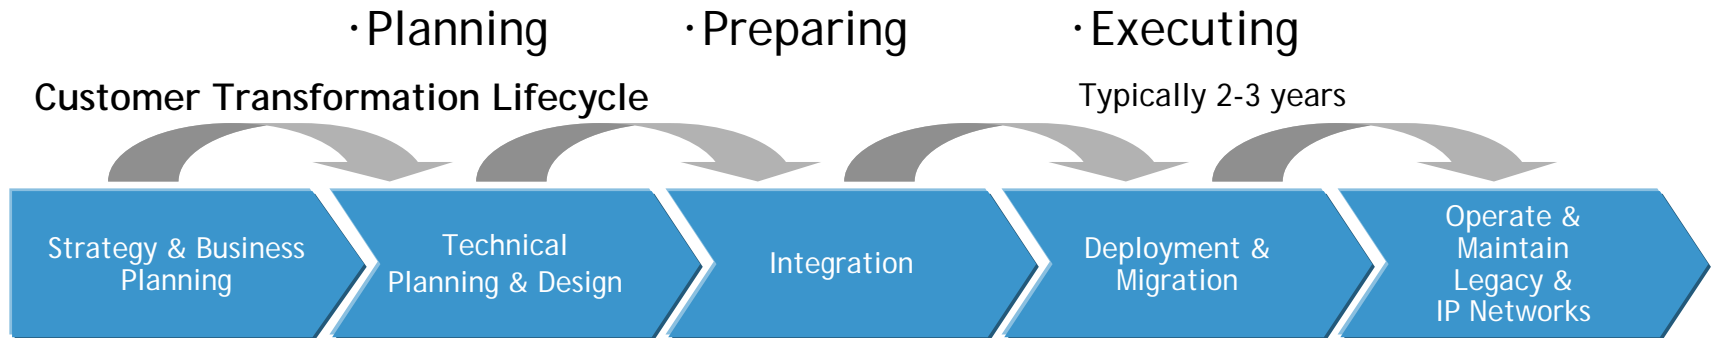 ·Planning
·Preparing
·Executing
Customer Transformation Lifecycle
Typically 2-3 years
Strategy & Business
Planning
Technical
Planning & Design
Integration
Deployment &
Migration
Operate &
Maintain
Legacy &
IP Networks